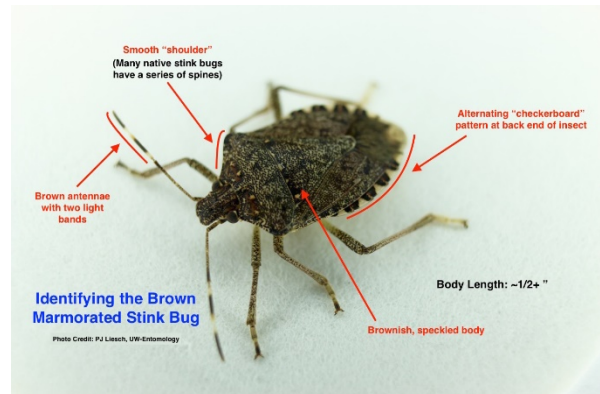 Smooth “shoulder”
(Many native stink bugs
have a series of spines)
Alternating “checkerboard”
pattern at back end of insect
Brown antennae
with two light
bands
Body Length: ~1/2+ ”
Identifying the Brown
Marmorated Stink Bug
Photo Credit: PJ Liesch, UW-Entomology
Brownish, speckled body